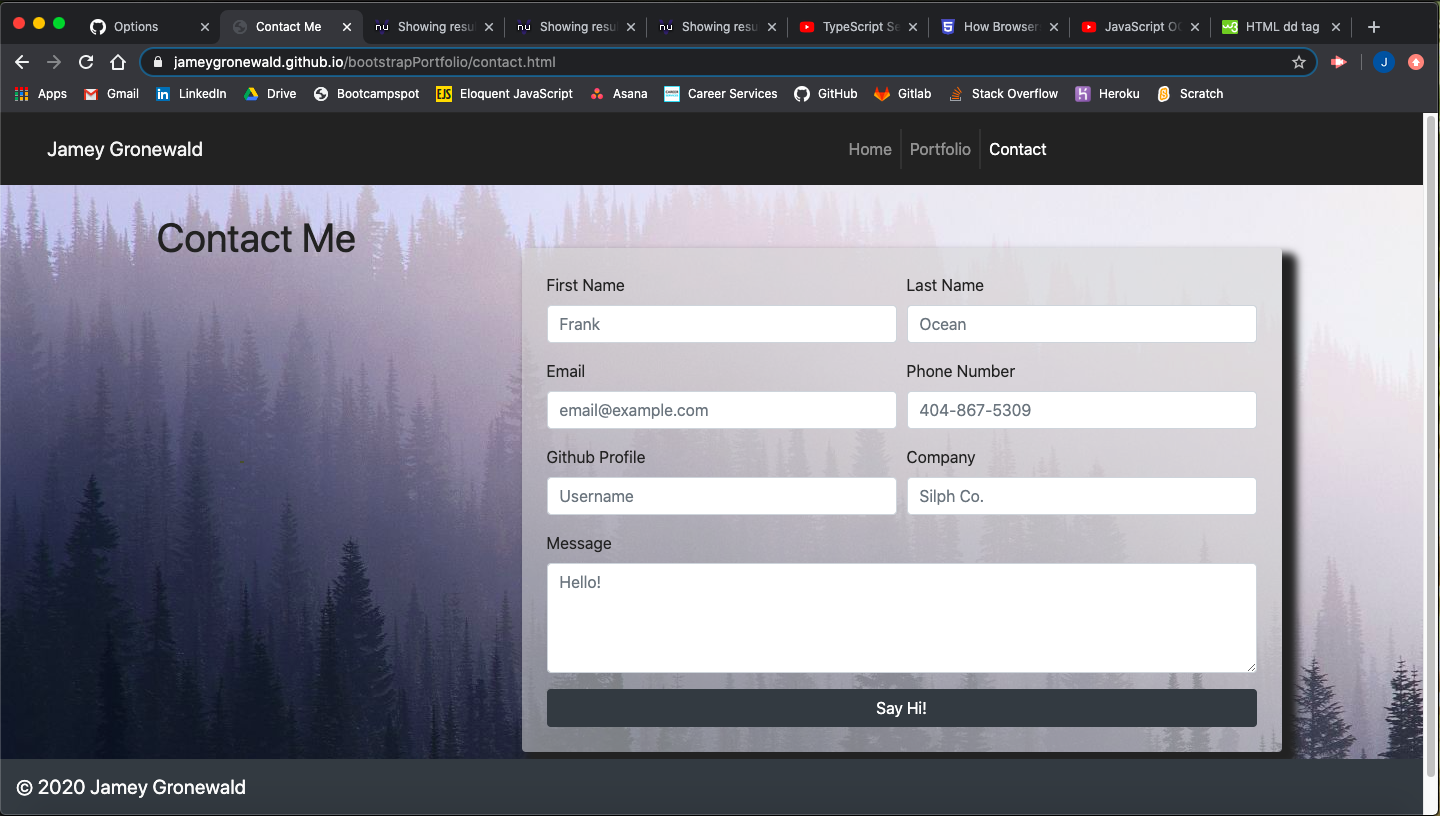 Options Contact Me Showing resu Showing resu Showing resu TypeScript Se How Browser JavaScript OO HTML dd tag
jameygronewald.github.io/bootstrapPortfolio/contact.html J
Apps Gmail LinkedIn Drive Bootcampspot EJS Eloquent JavaScript Asana Career Services GitHub Gitlab Stack Overflow Heroku Scratch
Jamey Gronewald Home Portfolio Contact
Contact Me
First Name Last Name
Frank Ocean
Email Phone Number
email@example.com 404-867-5309
Github Profile Company
Username Silph Co.
Message
Hello!
Say Hi!
© 2020 Jamey Gronewald